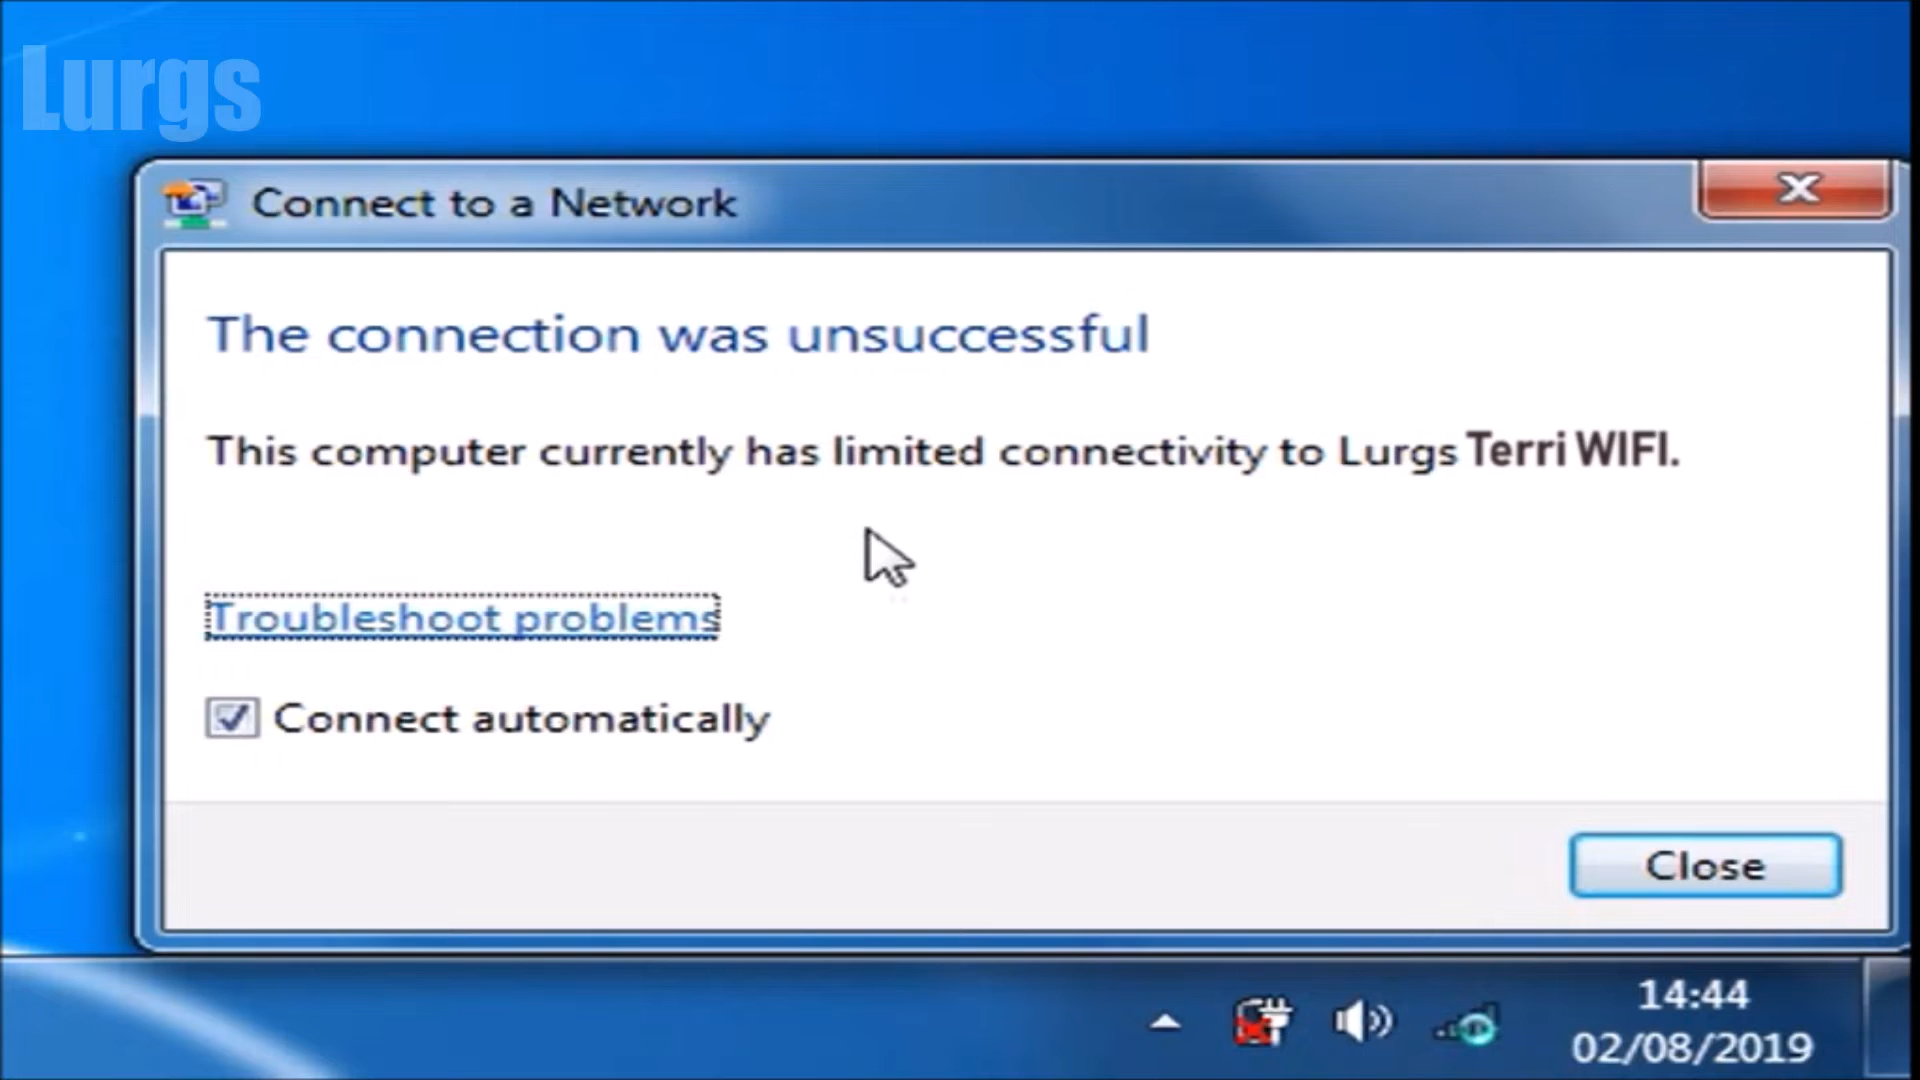 Lurgs
Connect to a Network
The connection was unsuccessful
This computer currently has limited connectivity to Lurgs Terri WIFI.
Troubleshoot problems
Connect automatically
Close
14:44
02/08/2019